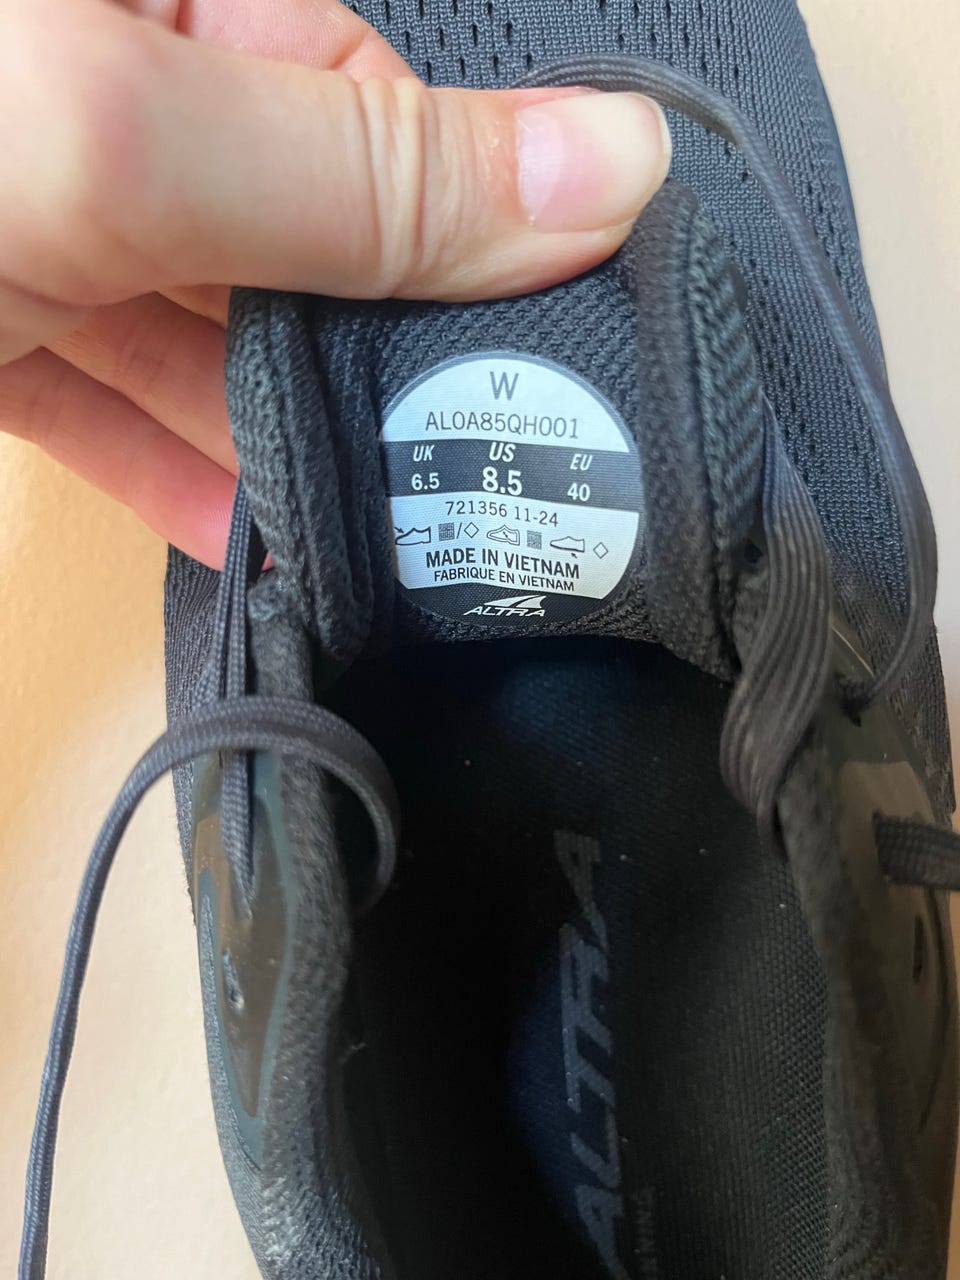 W
AL0A85QH001
UK US EU
6.5 8.5 40
721356 11-24
MADE IN VIETNAM
FABRIQUE EN VIETNAM
ALTRA
ALTRA